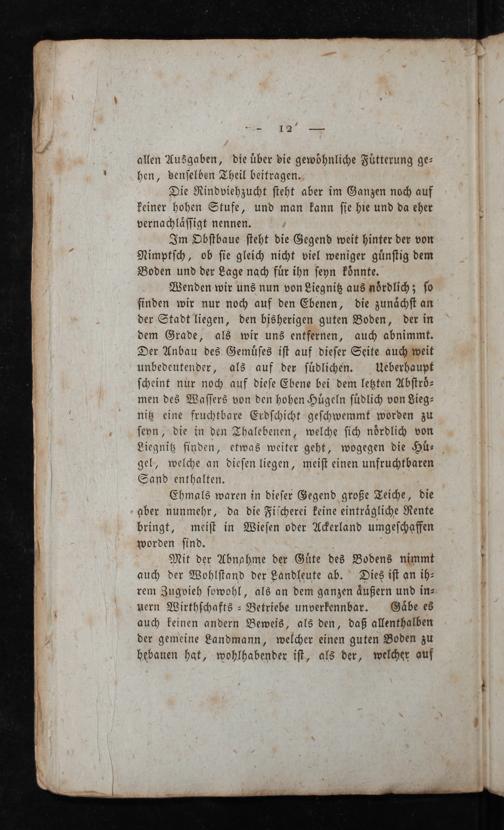 — 12 —
allen Ausgaben, die über die gewöhnliche Fütterung ge-
hen, denselben Theil beitragen.
Die Rindviehzucht steht aber im Ganzen noch auf
keiner hohen Stufe, und man kann sie hie und da eher
vernachlässigt nennen.
Im Obstbaue steht die Gegend weit hinter der von
Nimptsch, ob sie gleich nicht viel weniger günstig dem
Boden und der Lage nach für ihn seyn könnte.
Wenden wir uns nun von Liegnitz aus nördlich; so
finden wir nur noch auf den Ebenen, die zunächst an
der Stadt liegen, den bisherigen guten Boden, der in
dem Grade, als wir uns entfernen, auch abnimmt.
Der Anbau des Gemüses ist auf dieser Seite auch weit
unbedeutender, als auf der südlichen. Ueberhaupt
scheint nur noch auf diese Ebene bei dem letzten Abströ-
men des Wassers von den hohen Hügeln südlich von Lieg-
nitz eine fruchtbare Erdschicht geschwemmt worden zu
seyn, die in den Thalebenen, welche sich nördlich von
Liegnitz finden, etwas weiter geht, wogegen die Hü-
gel, welche an diesen liegen, meist einen unfruchtbaren
Sand enthalten.
Ehmals waren in dieser Gegend große Teiche, die
aber nunmehr, da die Fischerei keine einträgliche Rente
bringt, meist in Wiesen oder Ackerland umgeschaffen
worden sind.
Mit der Abnahme der Güte des Bodens nimmt
auch der Wohlstand der Landleute ab. Dies ist an ih-
rem Zugvieh sowohl, als an dem ganzen äußern und in-
nern Wirthschafts-Betriebe unverkennbar. Gäbe es
auch keinen andern Beweis, als den, daß allenthalben
der gemeine Landmann, welcher einen guten Boden zu
bebauen hat, wohlhabender ist, als der, welcher auf